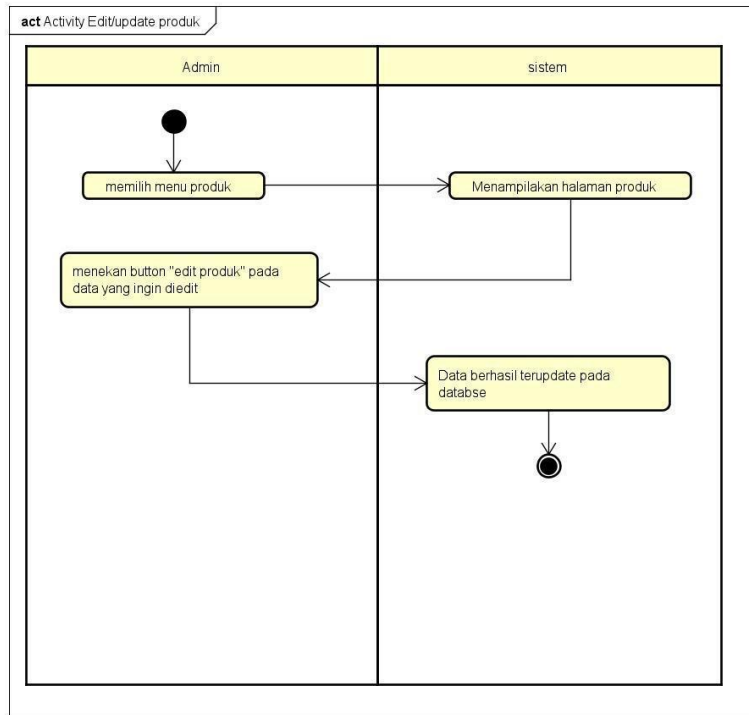 act Activity Edit/update produk
Admin
sistem
memilih menu produk
Menampilakan halaman produk
menekan button "edit produk" pada
data yang ingin diedit
Data berhasil terupdate pada
databse